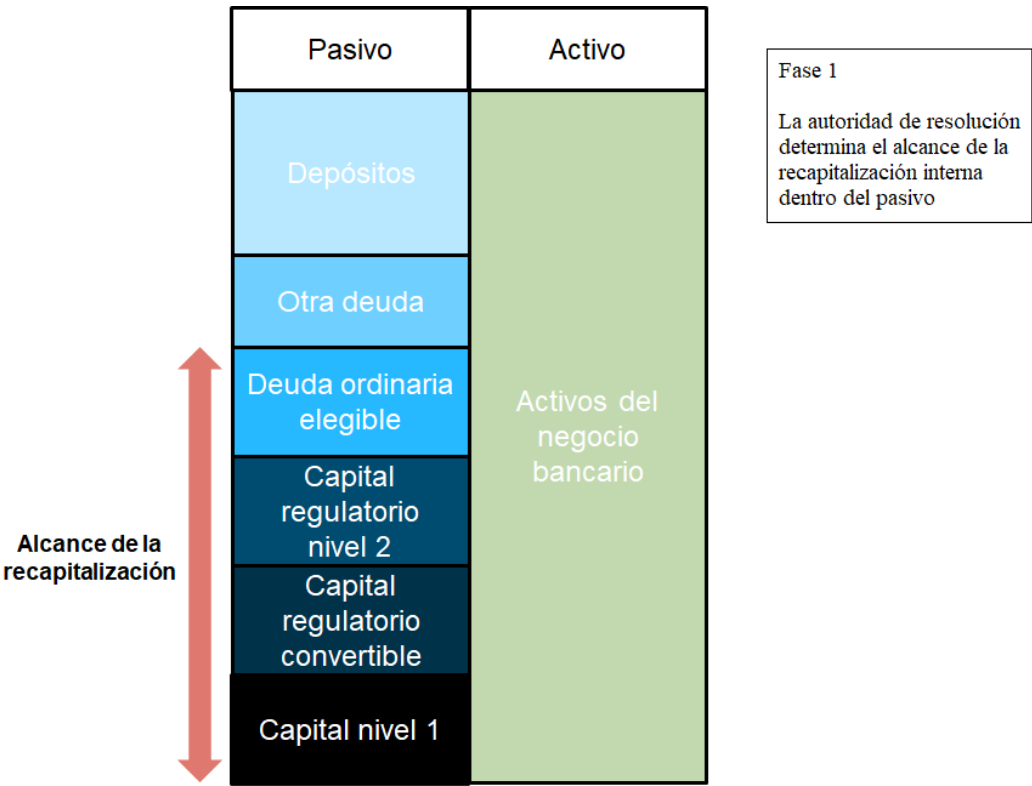 Pasivo
Activo
Fase 1
La autoridad de resolución
determina el alcance de la
recapitalización interna
dentro del pasivo
Depósitos
Otra deuda
Deuda ordinaria
elegible
Activos del
negocio
bancario
Capital
regulatorio
nivel 2
Alcance de la
recapitalización
Capital
regulatorio
convertible
Capital nivel 1